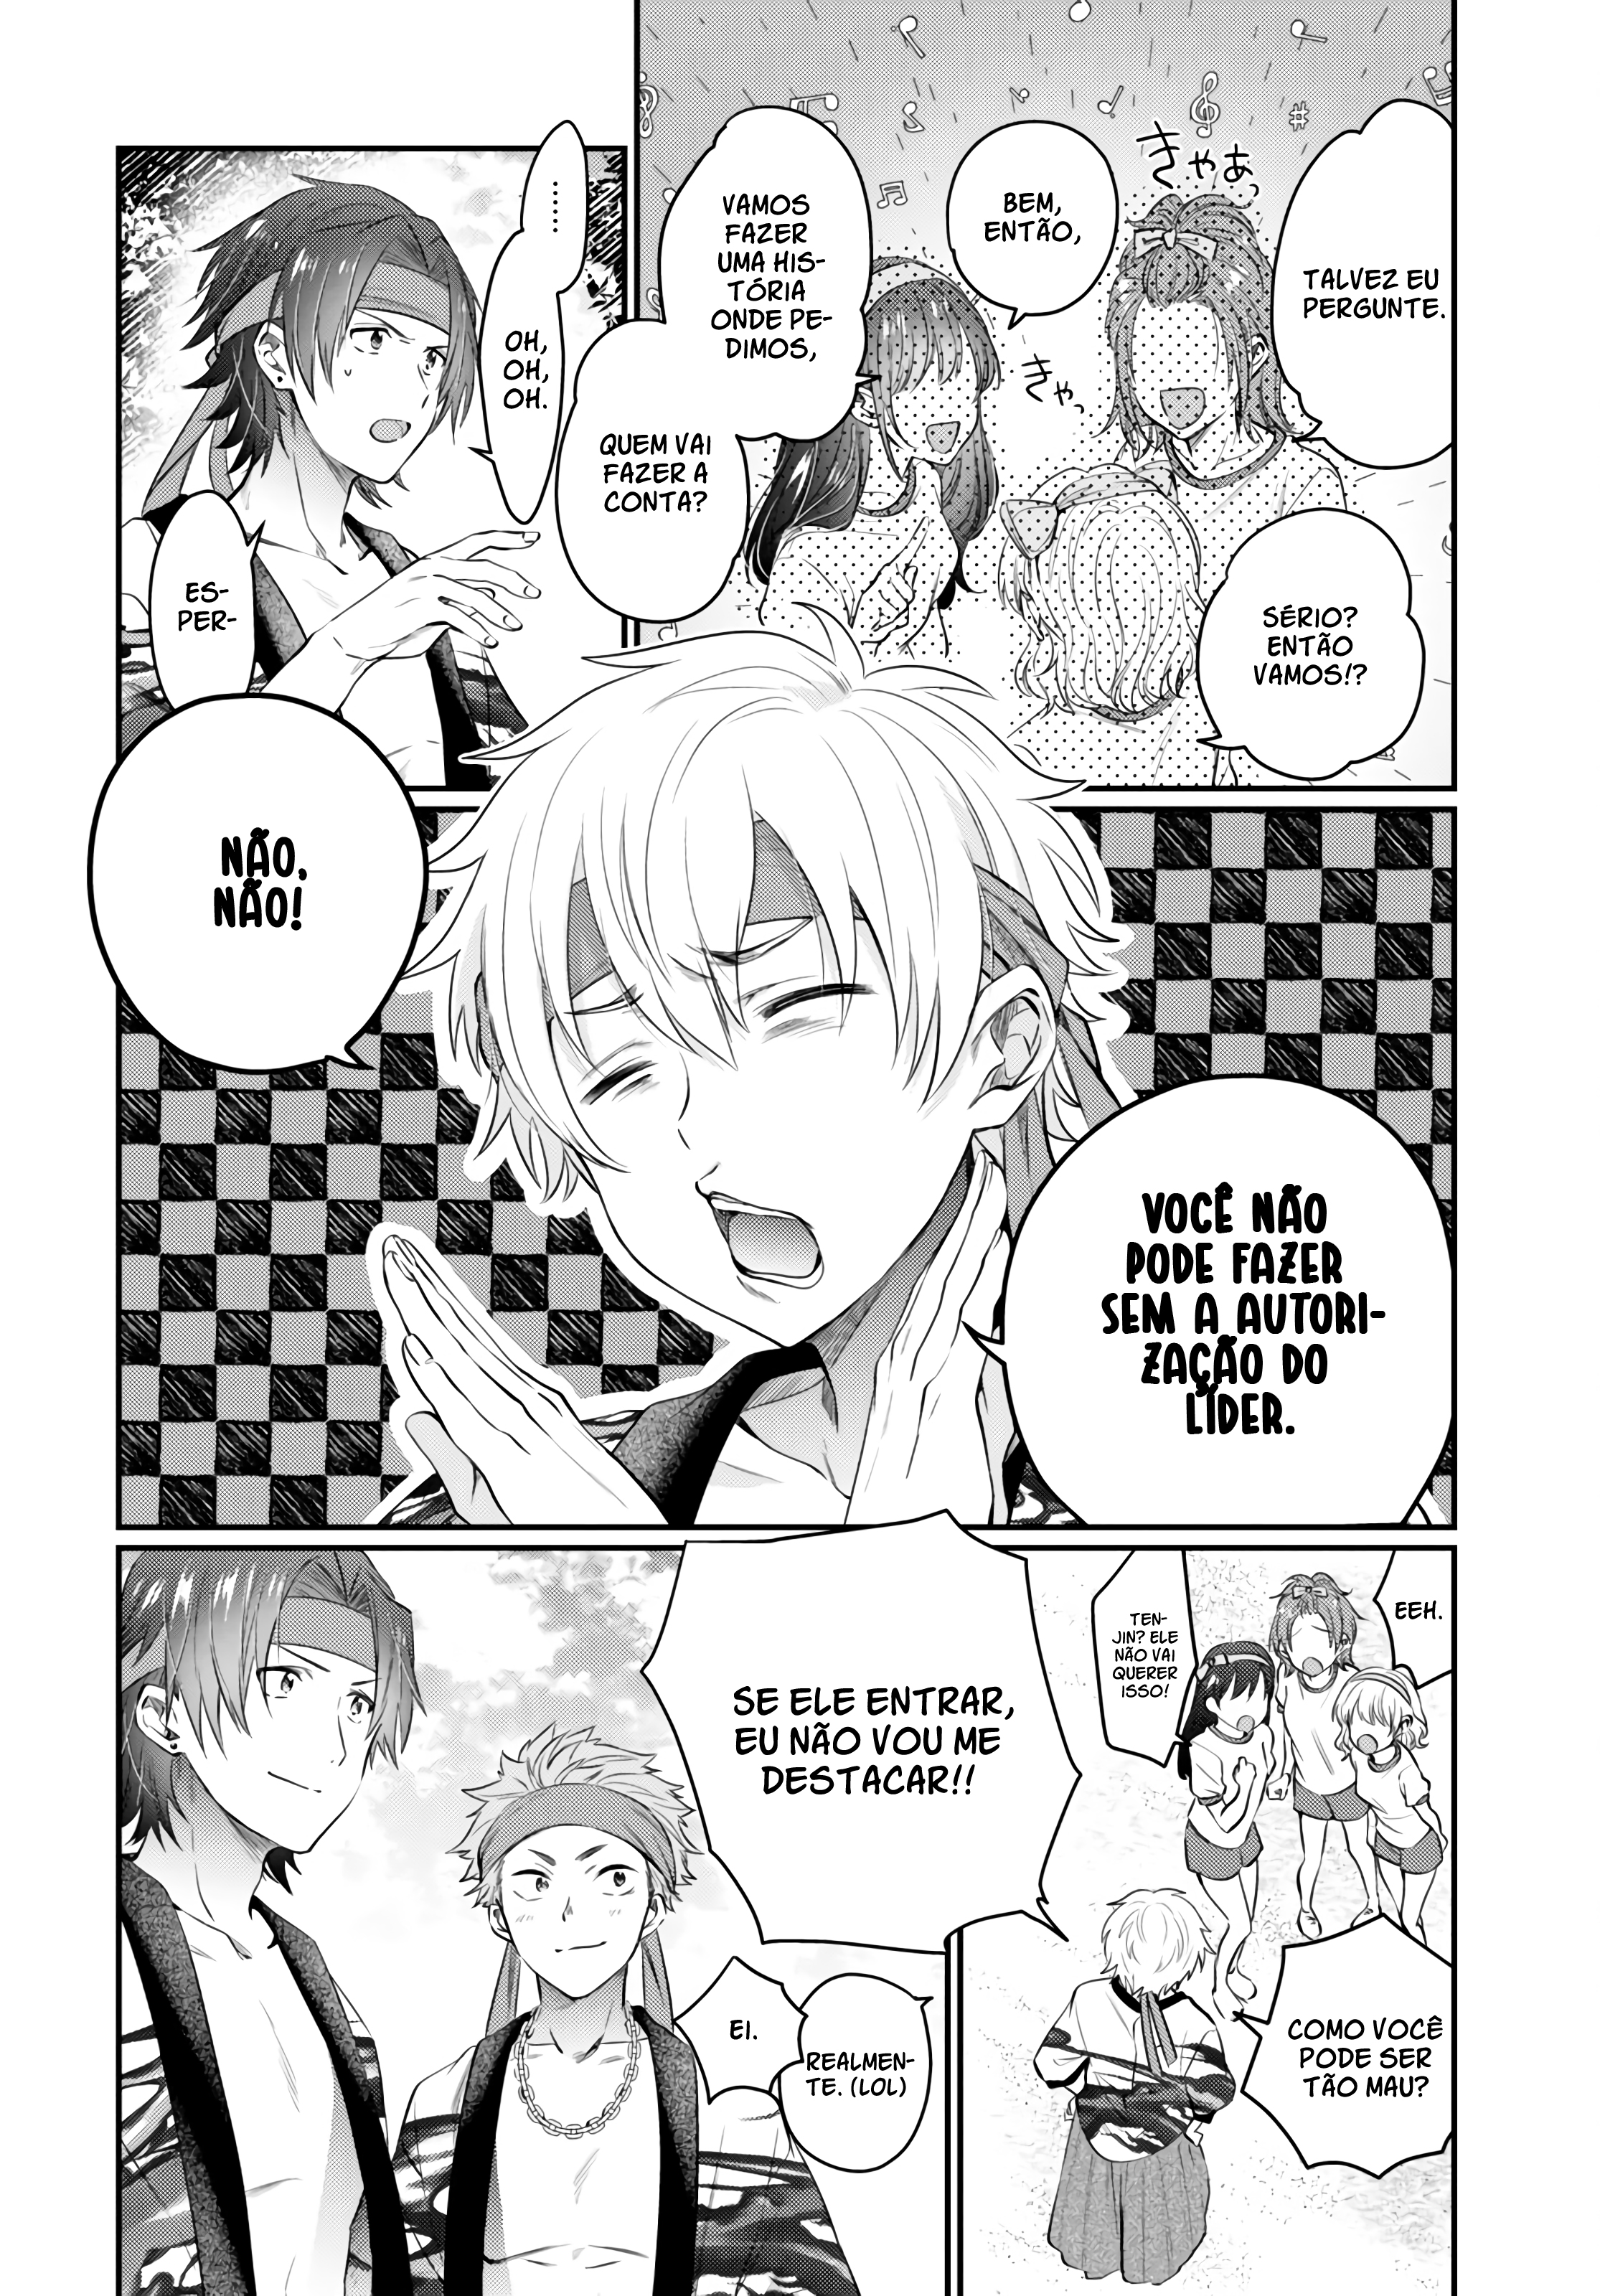 TALVEZ EU
PERGUNTE.
きゃあっ
BEM,
ENTÃO,
きゃっ
SÉRIO?
ENTÃO
VAMOS!?
VAMOS
FAZER
UMA HIS-
TÓRIA
ONDE PE-
DIMOS,
QUEM VAI
FAZER A
CONTA?
......
OH,
OH,
OH.
ES-
PER-
NÃO,
NÃO!
VOCÊ NÃO
PODE FAZER
SEM A AUTORI-
ZAÇÃO DO
LÍDER.
EEH.
TEN-
JIN? ELE
NÃO VAI
QUERER
ISSO!
COMO VOCÊ
PODE SER
TÃO MAU?
SE ELE ENTRAR,
EU NÃO VOU ME
DESTACAR!!
REALMEN-
TE. (LOL)
EI.